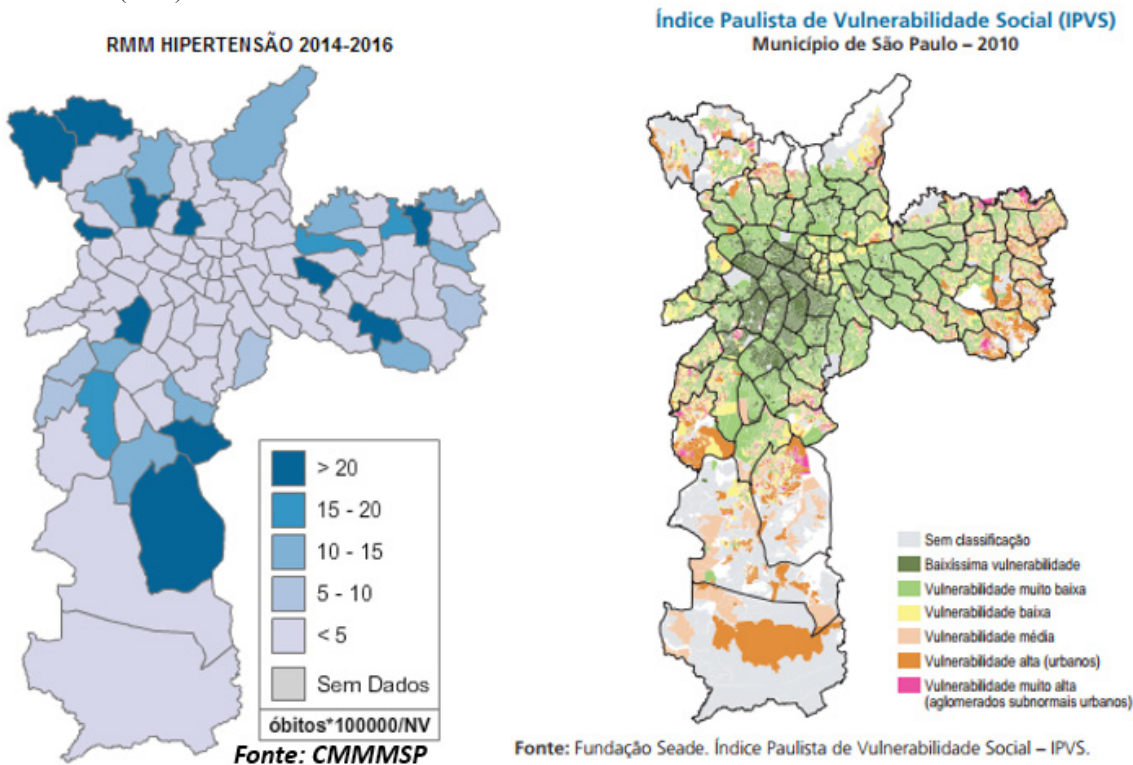 RMM HIPERTENSÃO 2014-2016
> 20
15 - 20
10 - 15
5 - 10
< 5
Sem Dados
óbitos*100000/NV
Fonte: CMMMSP
Índice Paulista de Vulnerabilidade Social (IPVS)
Município de São Paulo – 2010
Sem classificação
Baixíssima vulnerabilidade
Vulnerabilidade muito baixa
Vulnerabilidade baixa
Vulnerabilidade média
Vulnerabilidade alta (urbanos)
Vulnerabilidade muito alta
(aglomerados subnormais urbanos)
Fonte: Fundação Seade. Índice Paulista de Vulnerabilidade Social – IPVS.